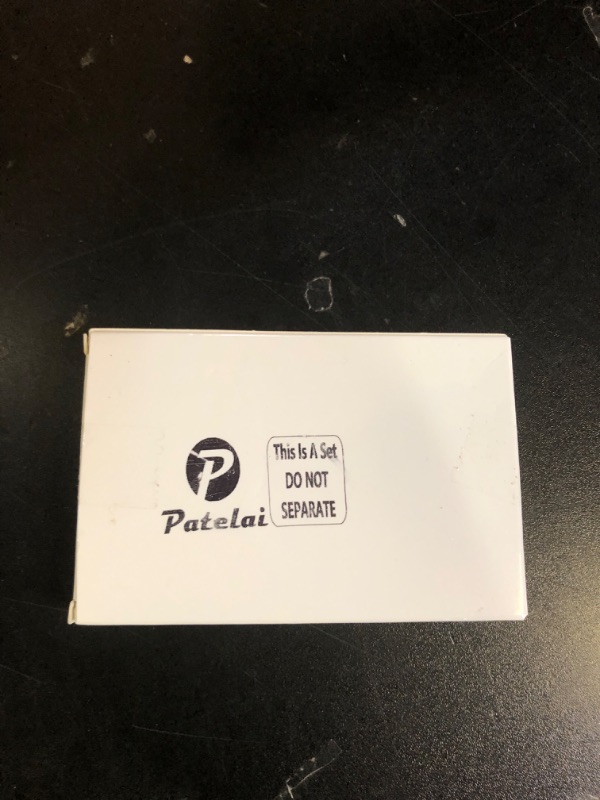 P
Patelai
This Is A Set
DO NOT
SEPARATE